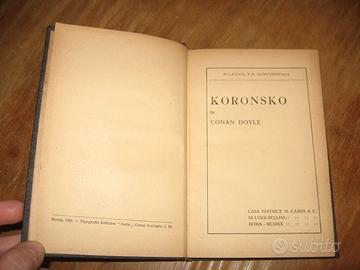 Roma, 1920 - Tipografia Editrice "Italia", Corso Umberto I,
RACCOLTA NOVISSIMA
KORONSKO
DI
CONAN DOYLE
CASA EDITRICE M. CARRA & C.
DI LUIGI BELLINI
ROMA - MCMXX
subito